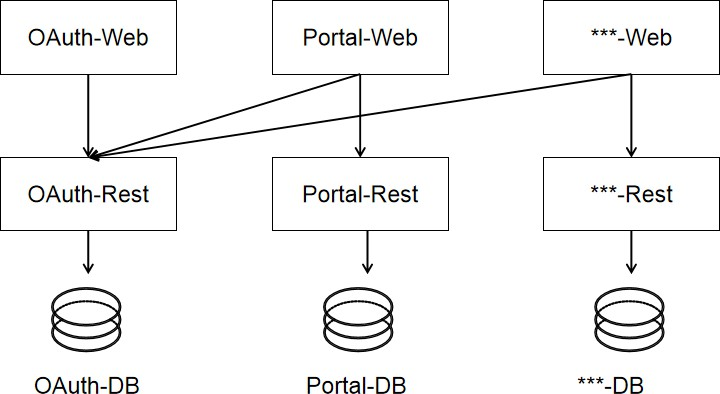 OAuth-Web
Portal-Web
***-Web
OAuth-Rest
Portal-Rest
***-Rest
OAuth-DB
Portal-DB
***-DB